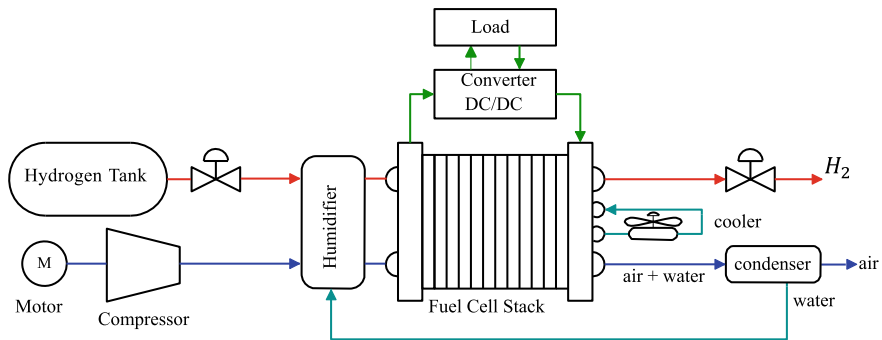 Load
Converter
DC/DC
Hydrogen Tank
H₂
Humidifier
cooler
M
condenser
air
air + water
Motor
Compressor
Fuel Cell Stack
water